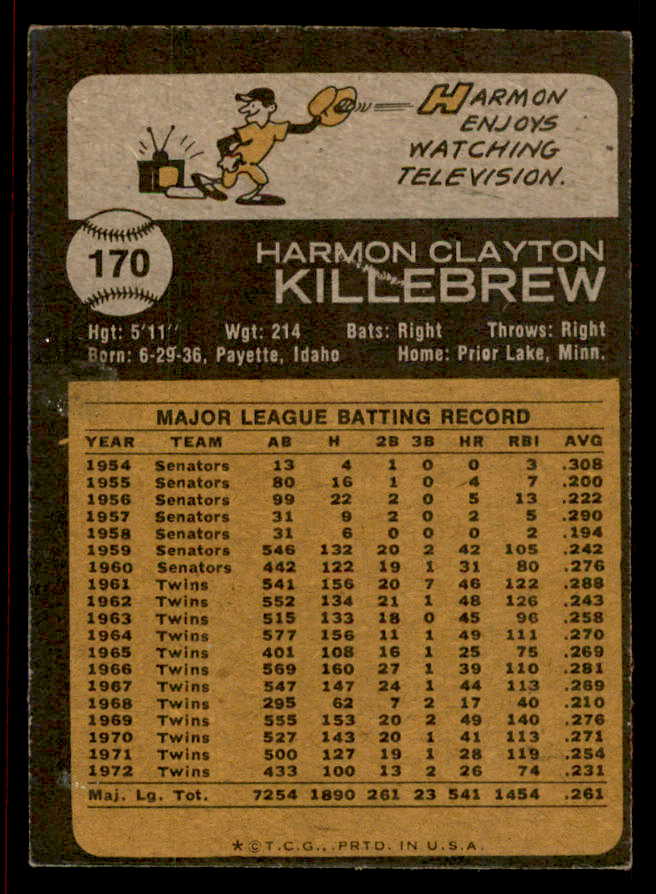 HARMON
ENJOYS
WATCHING
TELEVISION.
170
HARMON CLAYTON
KILLEBREW
Hgt: 5'11" Wgt: 214 Bats: Right Throws: Right
Born: 6-29-36, Payette, Idaho Home: Prior Lake, Minn.
MAJOR LEAGUE BATTING RECORD
YEAR TEAM AB H 2B 3B HR RBI AVG
1954 Senators 13 4 1 0 0 3 .308
1955 Senators 80 16 1 0 4 7 .200
1956 Senators 99 22 2 0 5 13 .222
1957 Senators 31 9 2 0 2 5 .290
1958 Senators 31 6 0 0 0 2 .194
1959 Senators 546 132 20 2 42 105 .242
1960 Senators 442 122 19 1 31 80 .276
1961 Twins 541 156 20 7 46 122 .288
1962 Twins 552 134 21 1 48 126 .243
1963 Twins 515 133 18 0 45 96 .258
1964 Twins 577 156 11 1 49 111 .270
1965 Twins 401 108 16 1 25 75 .269
1966 Twins 569 160 27 1 39 110 .281
1967 Twins 547 147 24 1 44 113 .269
1968 Twins 295 62 7 2 17 40 .210
1969 Twins 555 153 20 2 49 140 .276
1970 Twins 527 143 20 1 41 113 .271
1971 Twins 500 127 19 1 28 119 .254
1972 Twins 433 100 13 2 26 74 .231
Maj. Lg. Tot. 7254 1890 261 23 541 1454 .261
*©T.C.G., PRTD. IN U.S.A.